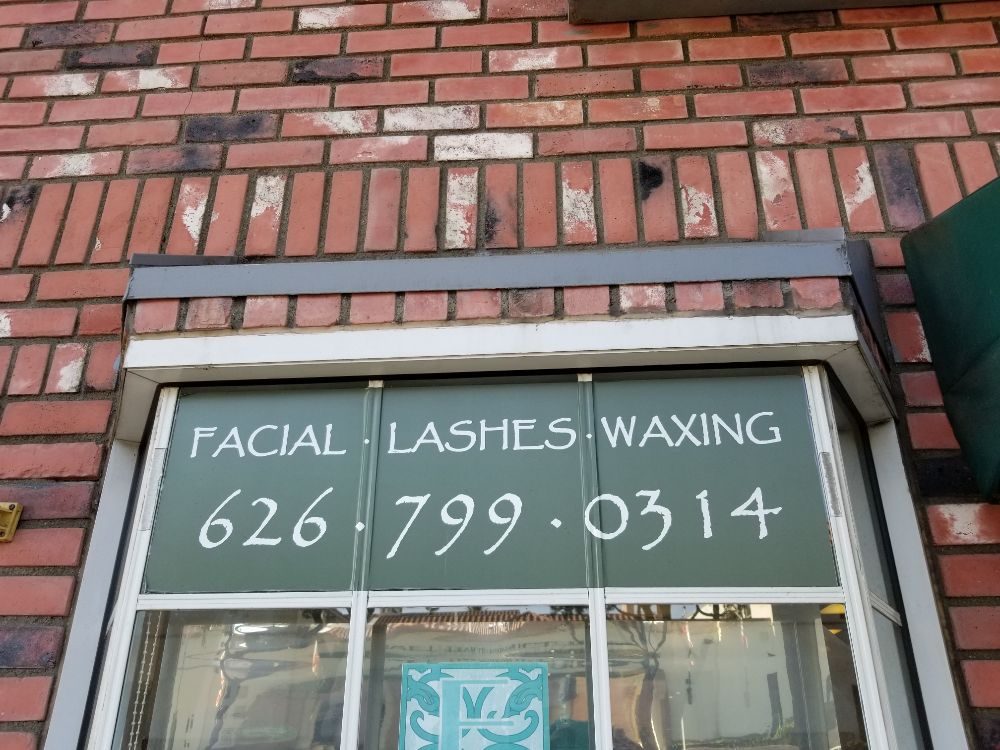 FACIAL · LASHES · WAXING
626 · 799 · 0314